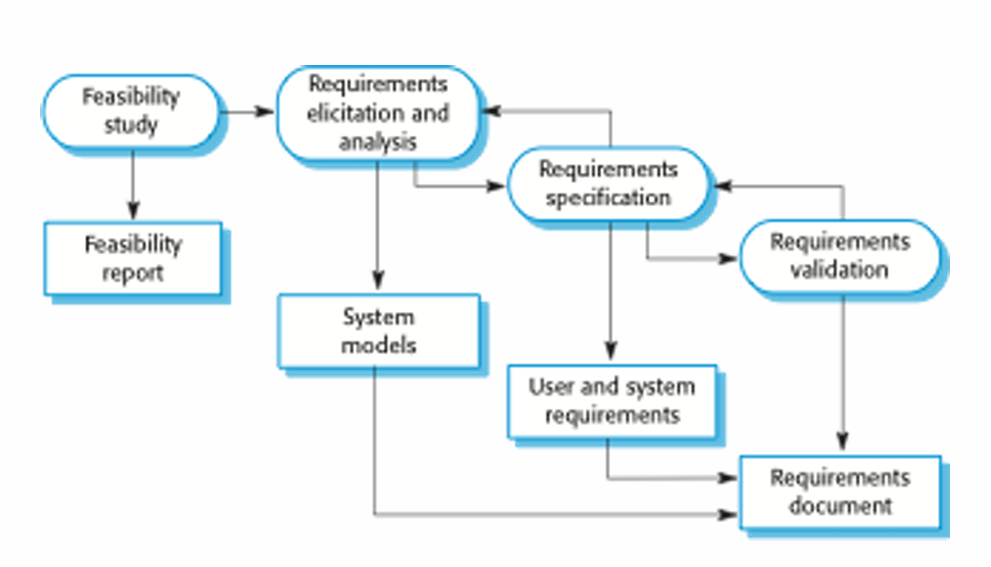 Feasibility
study
Requirements
elicitation and
analysis
Requirements
specification
Requirements
validation
Feasibility
report
System
models
User and system
requirements
Requirements
document